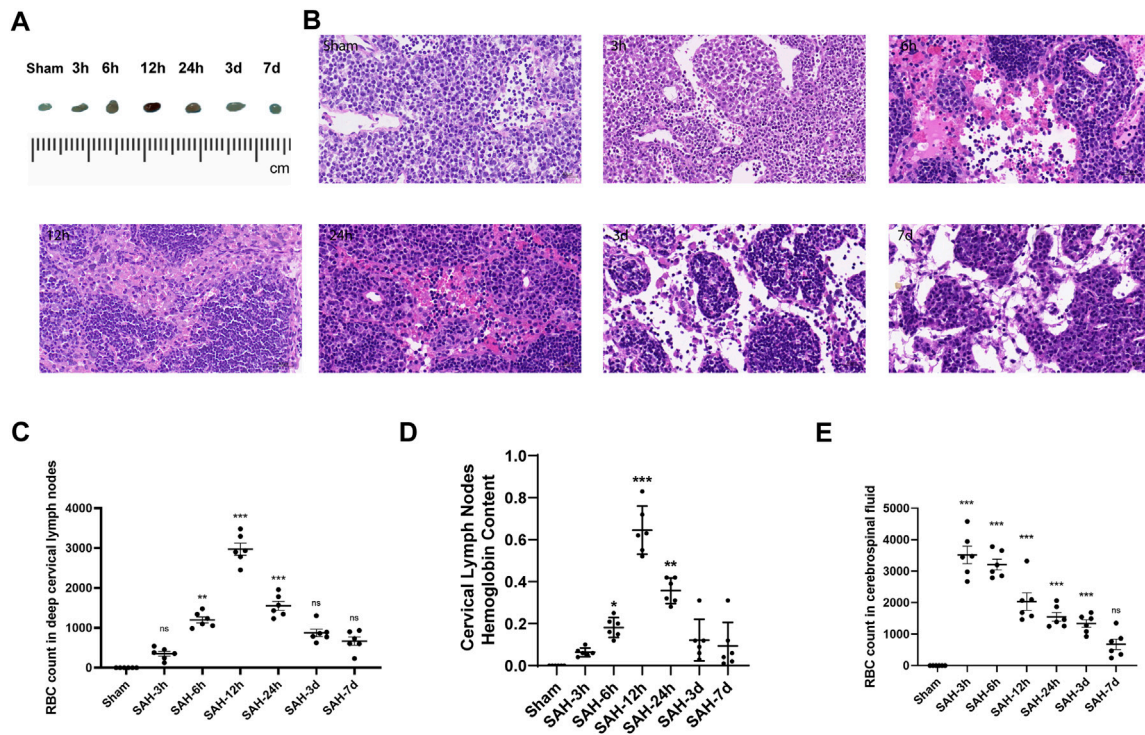 A
B
Sham 3h 6h 12h 24h 3d 7d
cm
Sham
3h
6h
12h
24h
3d
7d
C
D
E
RBC count in deep cervical lymph nodes
4000
3000
2000
1000
0
ns
**
***
***
ns
ns
Sham
SAH-3h
SAH-6h
SAH-12h
SAH-24h
SAH-3d
SAH-7d
Cervical Lymph Nodes
Hemoglobin Content
1.0
0.8
0.6
0.4
0.2
0.0
*
***
**
Sham
SAH-3h
SAH-6h
SAH-12h
SAH-24h
SAH-3d
SAH-7d
RBC count in cerebrospinal fluid
5000
4000
3000
2000
1000
0
***
***
***
***
***
ns
Sham
SAH-3h
SAH-6h
SAH-12h
SAH-24h
SAH-3d
SAH-7d